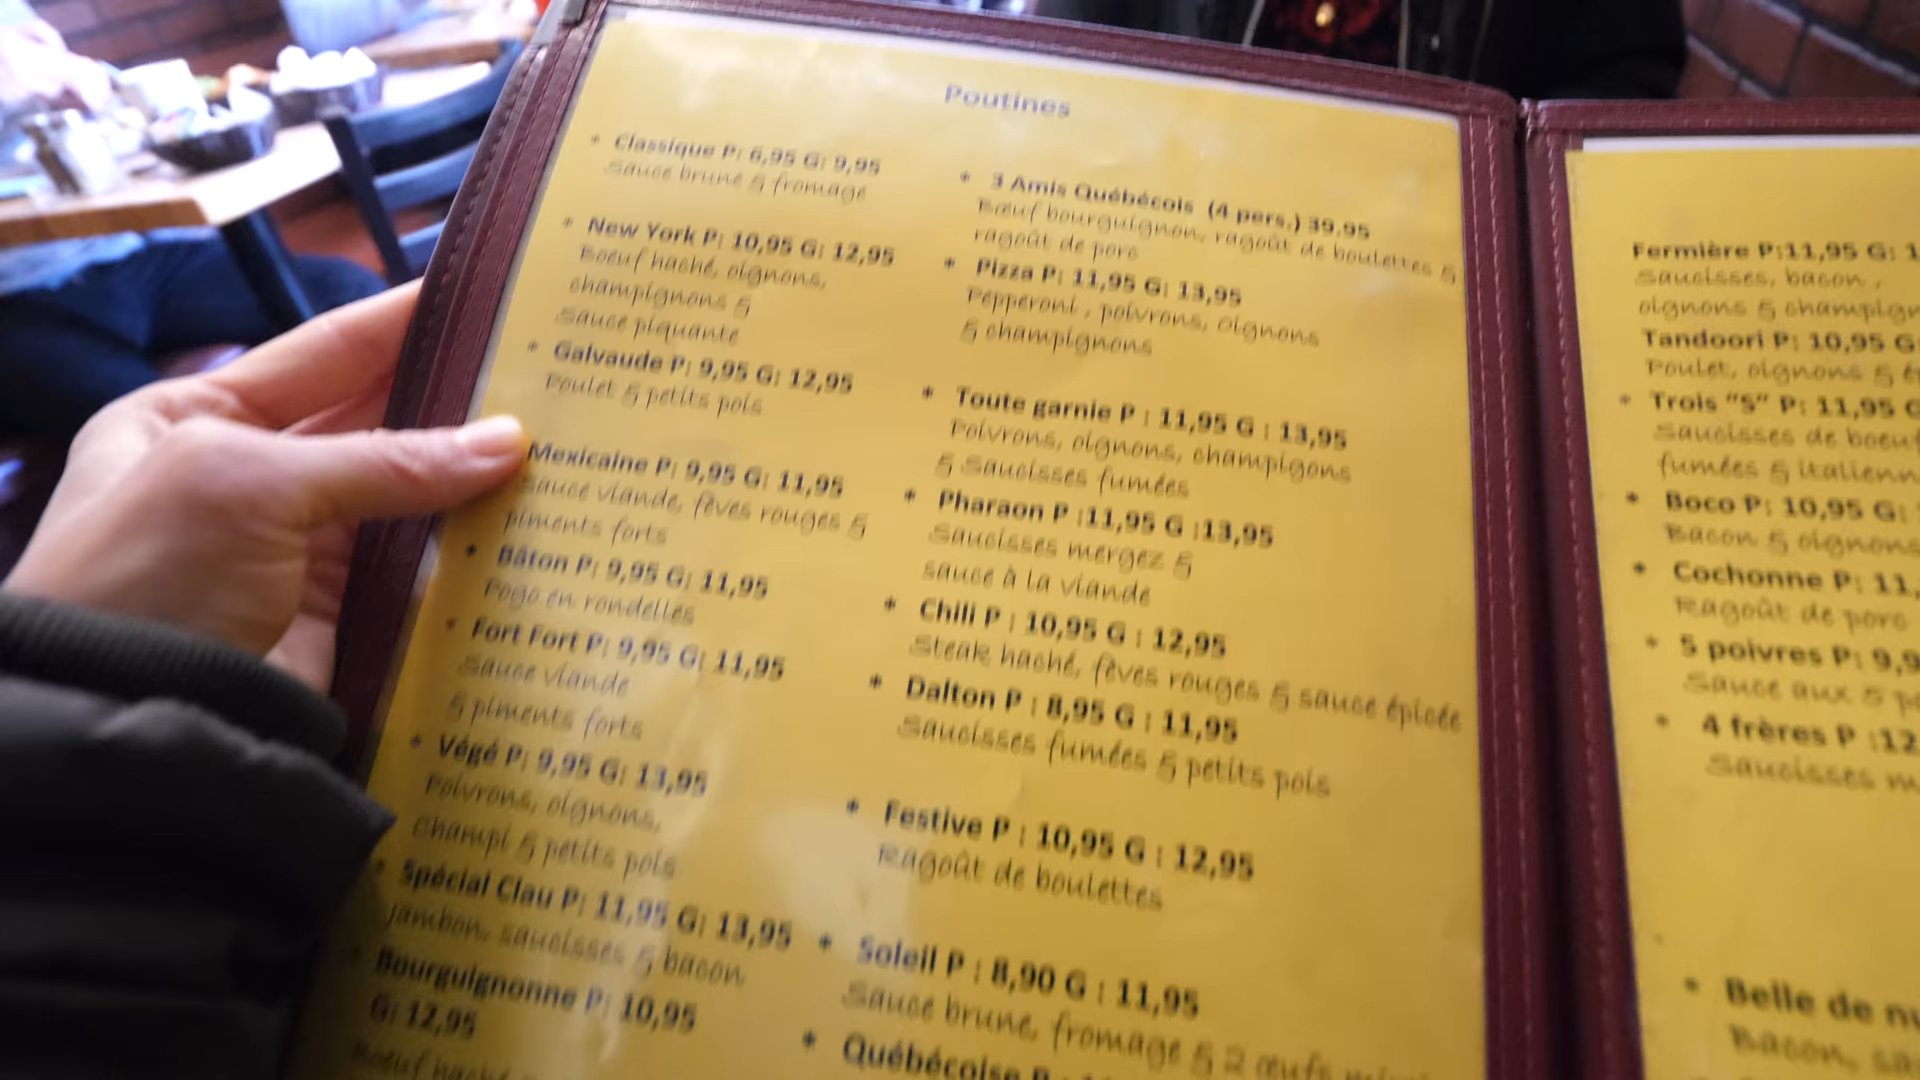 Poutines
Classique P: 6,95 G: 9,95
Sauce brune & fromage
New York P: 10,95 G: 12,95
Boeuf haché, oignons,
champignons &
Sauce piquante
Galvaude P: 9,95 G: 12,95
Poulet & petits pois
Mexicaine P: 9,95 G: 11,95
Sauce viande, fèves rouges &
piments forts
Bâton P: 9,95 G: 11,95
Pogo en rondelles
Fort Fort P: 9,95 G: 11,95
Sauce viande
& piments forts
Végé P: 9,95 G: 13,95
Poivrons, oignons,
Champi & petits pois
Spécial Clau P: 11,95 G: 13,95
Jambon, saucisses & bacon
Bourguignonne P: 10,95
G: 12,95
Boeuf haché &
3 Amis Québécois (4 pers.) 39.95
Bœuf bourguignon, ragoût de boulettes &
ragoût de porc
Pizza P: 11,95 G: 13,95
Pepperoni, poivrons, oignons
& champignons
Toute garnie P : 11,95 G : 13,95
Poivrons, oignons, champigons
& Saucisses fumées
Pharaon P :11,95 G :13,95
Saucisses mergez &
sauce à la viande
Chili P : 10,95 G : 12,95
Steak haché, fèves rouges & sauce épicée
Dalton P : 8,95 G : 11,95
Saucisses fumées & petits pois
Festive P : 10,95 G : 12,95
Ragoût de boulettes
Soleil P : 8,90 G : 11,95
Sauce brune, fromage & 2 œufs
Québécoise P :
Fermière P:11,95 G: 1
Saucisses, bacon,
oignons & champign
Tandoori P: 10,95 G:
Poulet, oignons & ép
Trois "S" P: 11,95 G
Saucisses de boeuf
fumées & italienn
Boco P: 10,95 G:
Bacon & oignons
Cochonne P: 11,
Ragoût de porc
5 poivres P: 9,9
Sauce aux 5 po
4 frères P :12
Saucisses m
Belle de nu
Bacon, sa